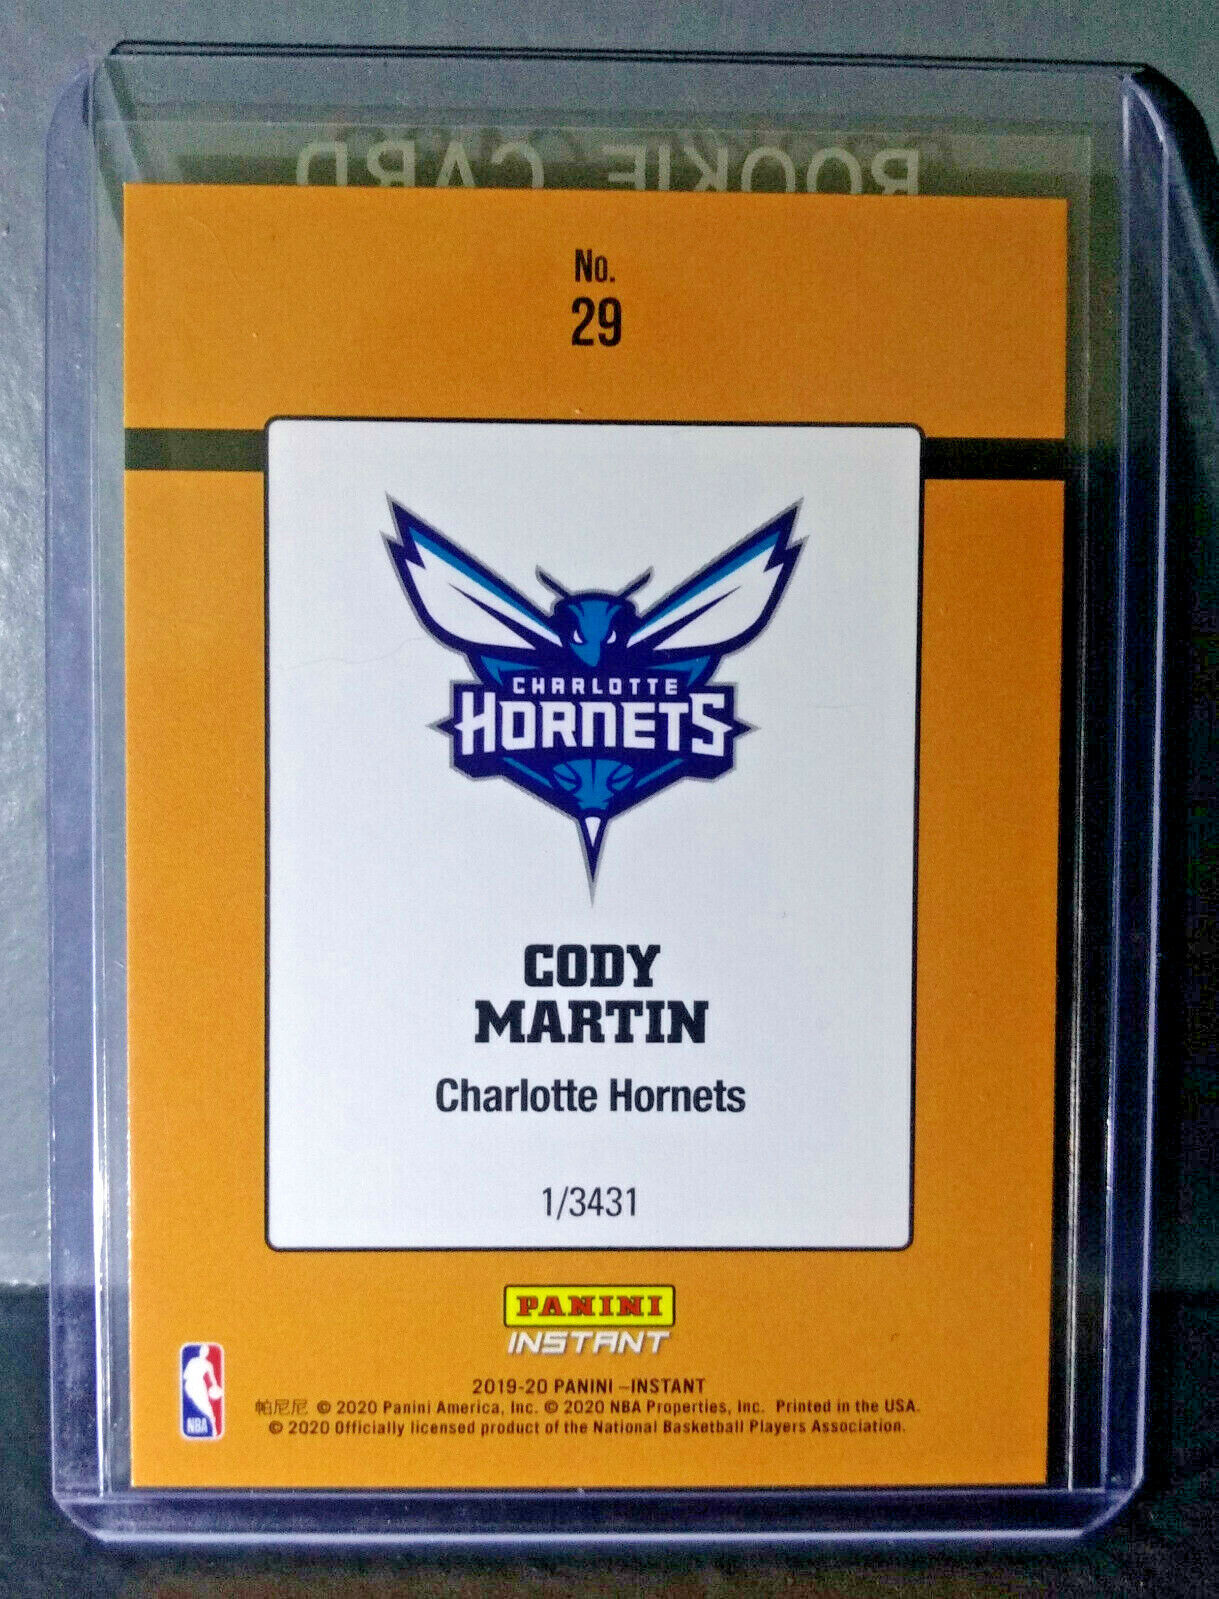 ROOKIE CARD
No.
29
CHARLOTTE
HORNETS
CODY
MARTIN
Charlotte Hornets
1/3431
PANINI
INSTANT
2019-20 PANINI –INSTANT
帕尼尼 © 2020 Panini America, Inc. © 2020 NBA Properties, Inc. Printed in the USA.
© 2020 Officially licensed product of the National Basketball Players Association.
NBA